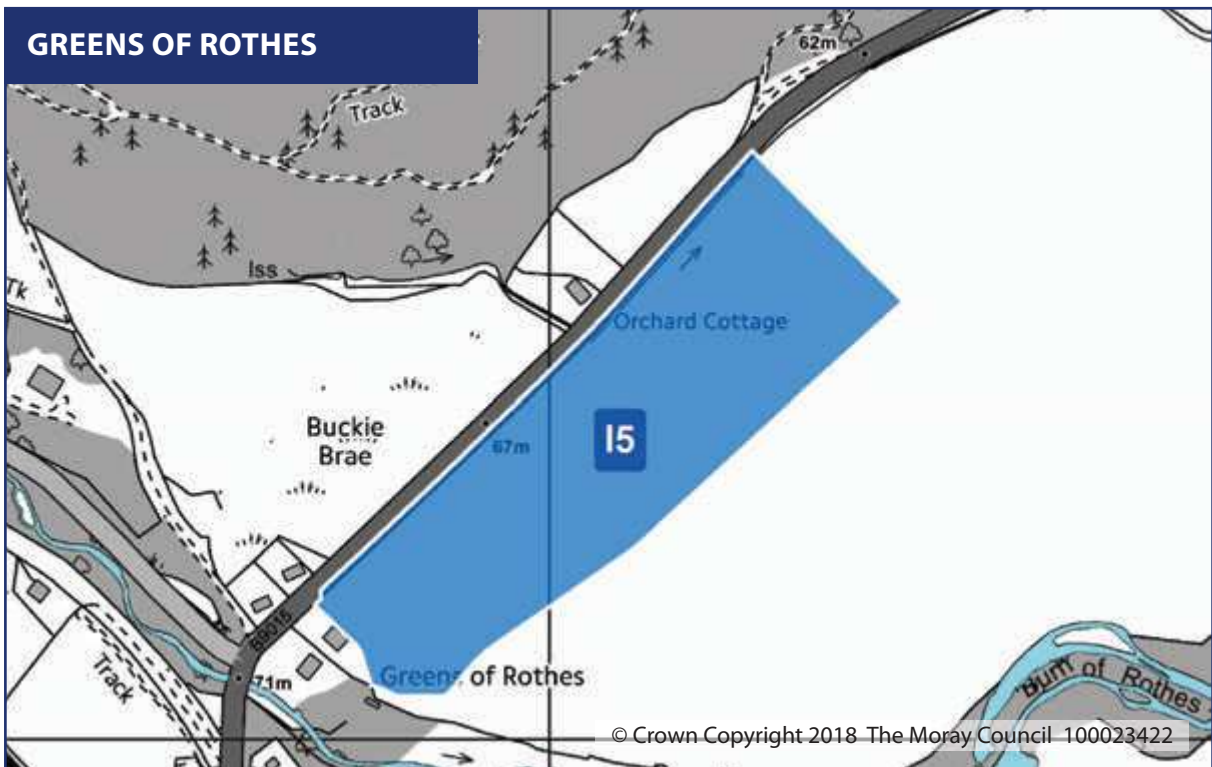 GREENS OF ROTHES
62m
Track
Iss
Tk
Orchard Cottage
Buckie
Brae
67m
I5
B9015
Greens of Rothes
71m
Track
Burn of Rothes
© Crown Copyright 2018 The Moray Council 100023422